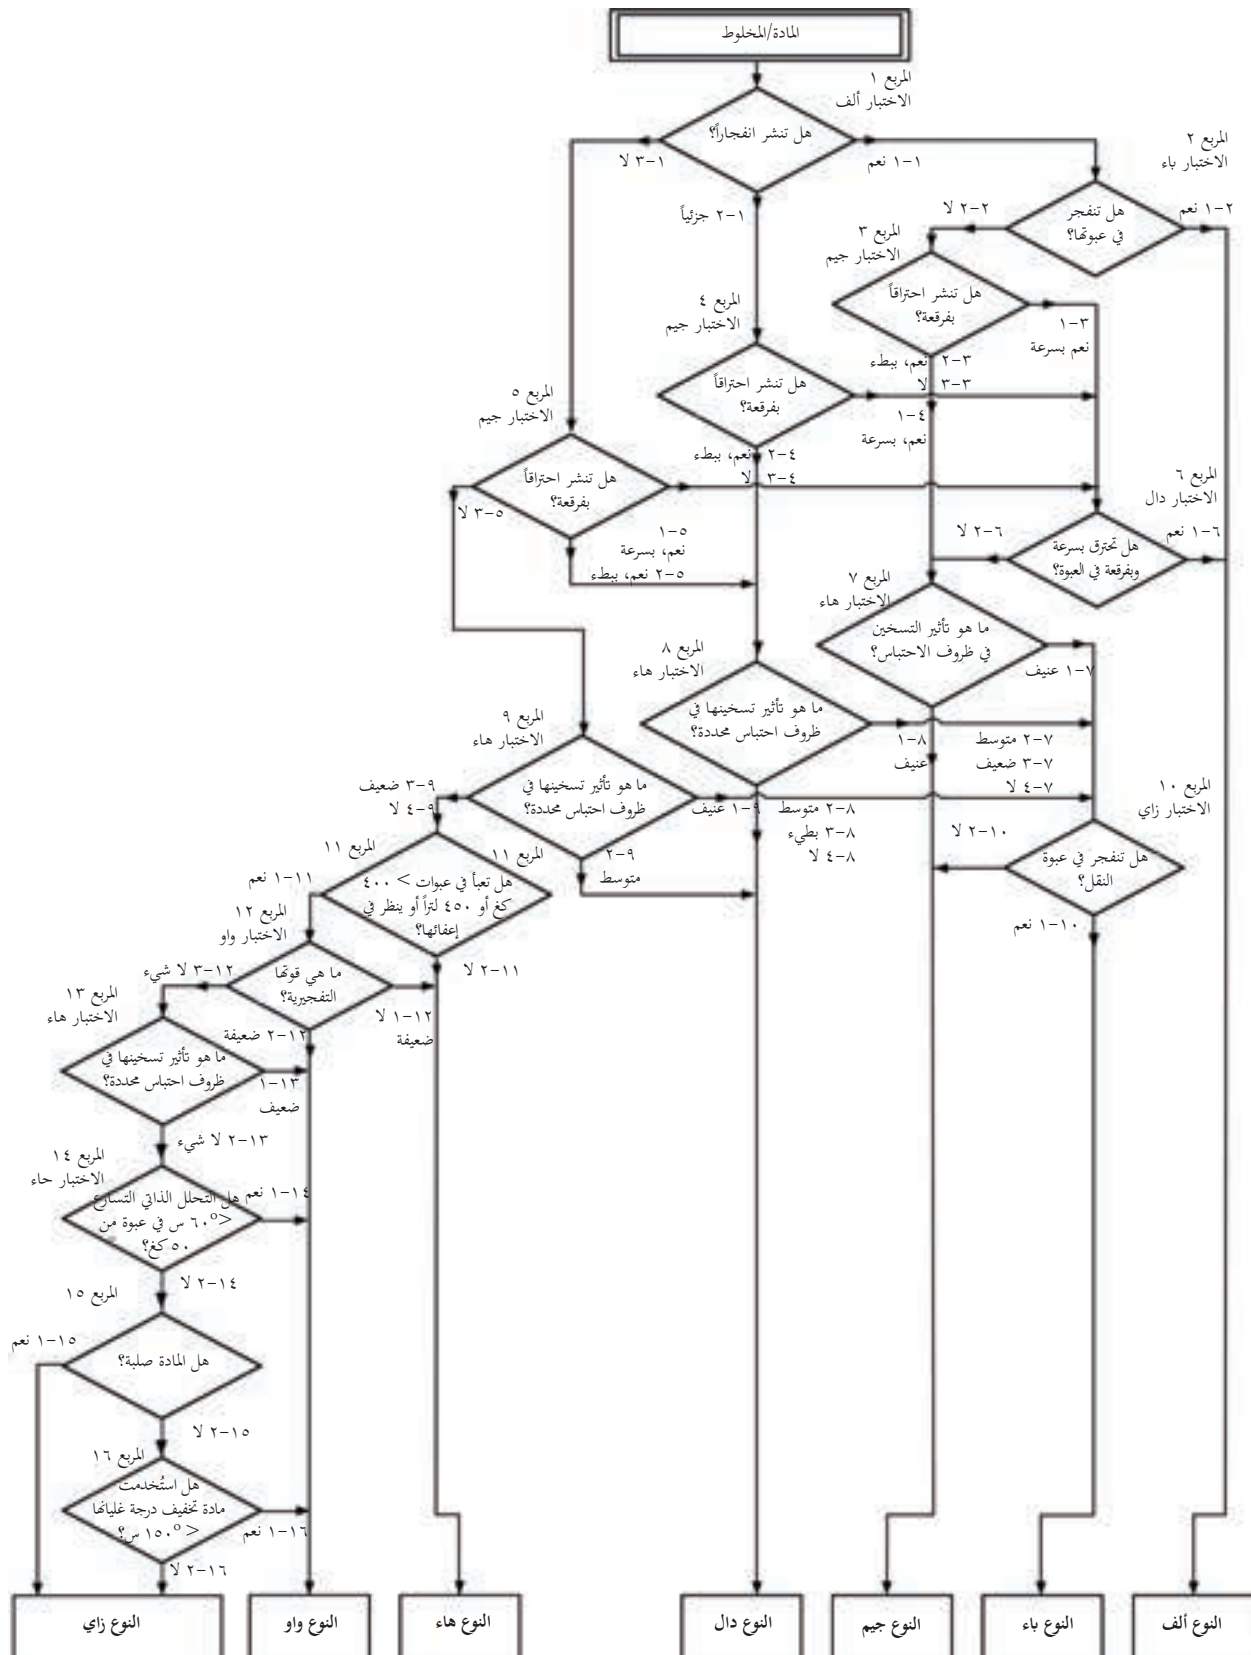 المادة/المخلوط
المربع ١
الاختبار ألف
هل تنشر انفجاراً؟
١-١ نعم
٢-١ جزئياً
٣-١ لا
المربع ٢
الاختبار باء
هل تنفجر
في عبوتها؟
١-٢ نعم
٢-٢ لا
المربع ٣
الاختبار جيم
هل تنشر احتراقاً
بفرقعة؟
١-٣
نعم بسرعة
٢-٣ نعم، ببطء
٣-٣ لا
المربع ٤
الاختبار جيم
هل تنشر احتراقاً
بفرقعة؟
١-٤
نعم، بسرعة
٢-٤ نعم، ببطء
٣-٤ لا
المربع ٥
الاختبار جيم
هل تنشر احتراقاً
بفرقعة؟
١-٥
نعم، بسرعة
٢-٥ نعم، ببطء
٣-٥ لا
المربع ٦
الاختبار دال
هل تحترق بسرعة
وبفرقعة في العبوة؟
١-٦ نعم
٢-٦ لا
المربع ٧
الاختبار هاء
ما هو تأثير التسخين
في ظروف الاحتباس؟
١-٧ عنيف
٢-٧ متوسط
٣-٧ ضعيف
٤-٧ لا
المربع ٨
الاختبار هاء
ما هو تأثير تسخينها في
ظروف احتباس محددة؟
١-٨
عنيف
٢-٨ متوسط
٣-٨ بطيء
٤-٨ لا
المربع ٩
الاختبار هاء
ما هو تأثير تسخينها في
ظروف احتباس محددة؟
١-٩ عنيف
٢-٩
متوسط
٣-٩ ضعيف
٤-٩ لا
المربع ١٠
الاختبار زاي
هل تنفجر في عبوة
النقل؟
١-١٠ نعم
٢-١٠ لا
المربع ١١
المربع ١١
هل تعبأ في عبوات > ٤٠٠
كغ أو ٤٥٠ لتراً أو ينظر في
إعفائها؟
١-١١ نعم
٢-١١ لا
المربع ١٢
الاختبار واو
ما هي قوتها
التفجيرية؟
١-١٢ لا
ضعيفة
٢-١٢ ضعيفة
٣-١٢ لا شيء
المربع ١٣
الاختبار هاء
ما هو تأثير تسخينها في
ظروف احتباس محددة؟
١-١٣
ضعيف
٢-١٣ لا شيء
المربع ١٤
الاختبار حاء
هل التحلل الذاتي التسارع
<٦٠° س في عبوة من
٥٠ كغ؟
١-١٤ نعم
٢-١٤ لا
المربع ١٥
هل المادة صلبة؟
١-١٥ نعم
٢-١٥ لا
المربع ١٦
هل استُخدمت
مادة تخفيف درجة غليانها
< ١٥٠° س؟
١-١٦ نعم
٢-١٦ لا
النوع ألف
النوع باء
النوع جيم
النوع دال
النوع هاء
النوع واو
النوع زاي